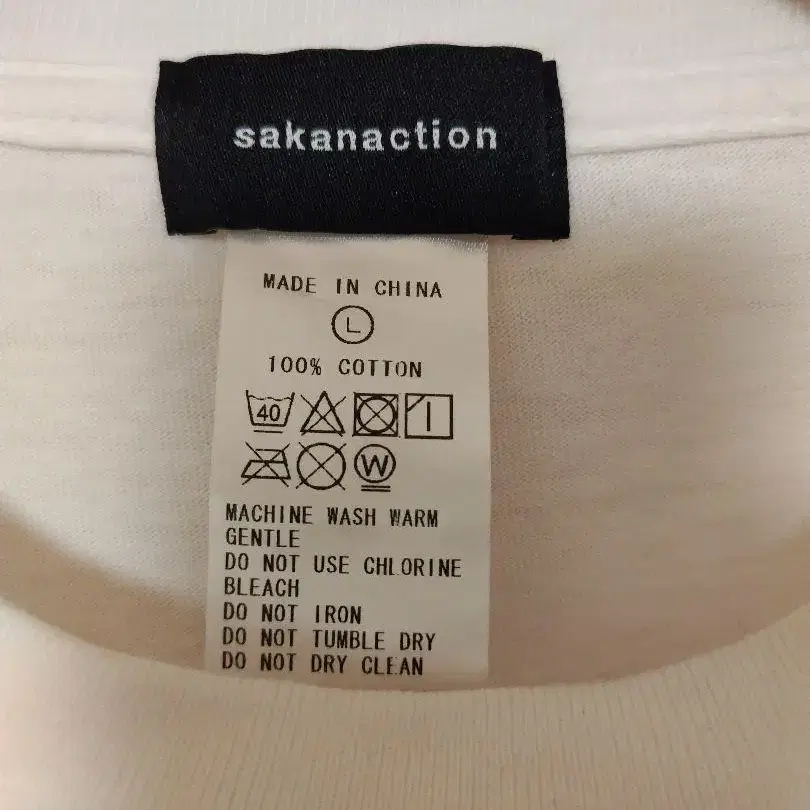 sakanaction
MADE IN CHINA
L
100% COTTON
40
W
MACHINE WASH WARM
GENTLE
DO NOT USE CHLORINE
BLEACH
DO NOT IRON
DO NOT TUMBLE DRY
DO NOT DRY CLEAN